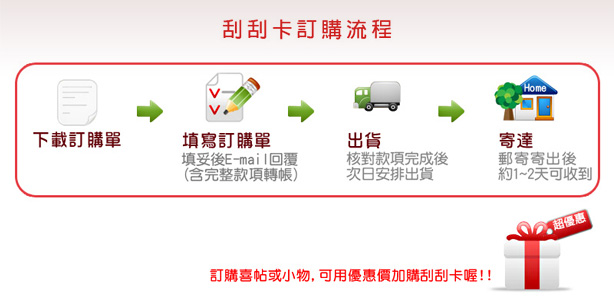 刮刮卡訂購流程
Home
下載訂購單
填寫訂購單
填妥後E-mail回覆
(含完整款項轉帳)
出貨
核對款項完成後
次日安排出貨
寄達
郵寄寄出後
約1~2天可收到
超優惠
訂購喜帖或小物,可用優惠價加購刮刮卡喔!!